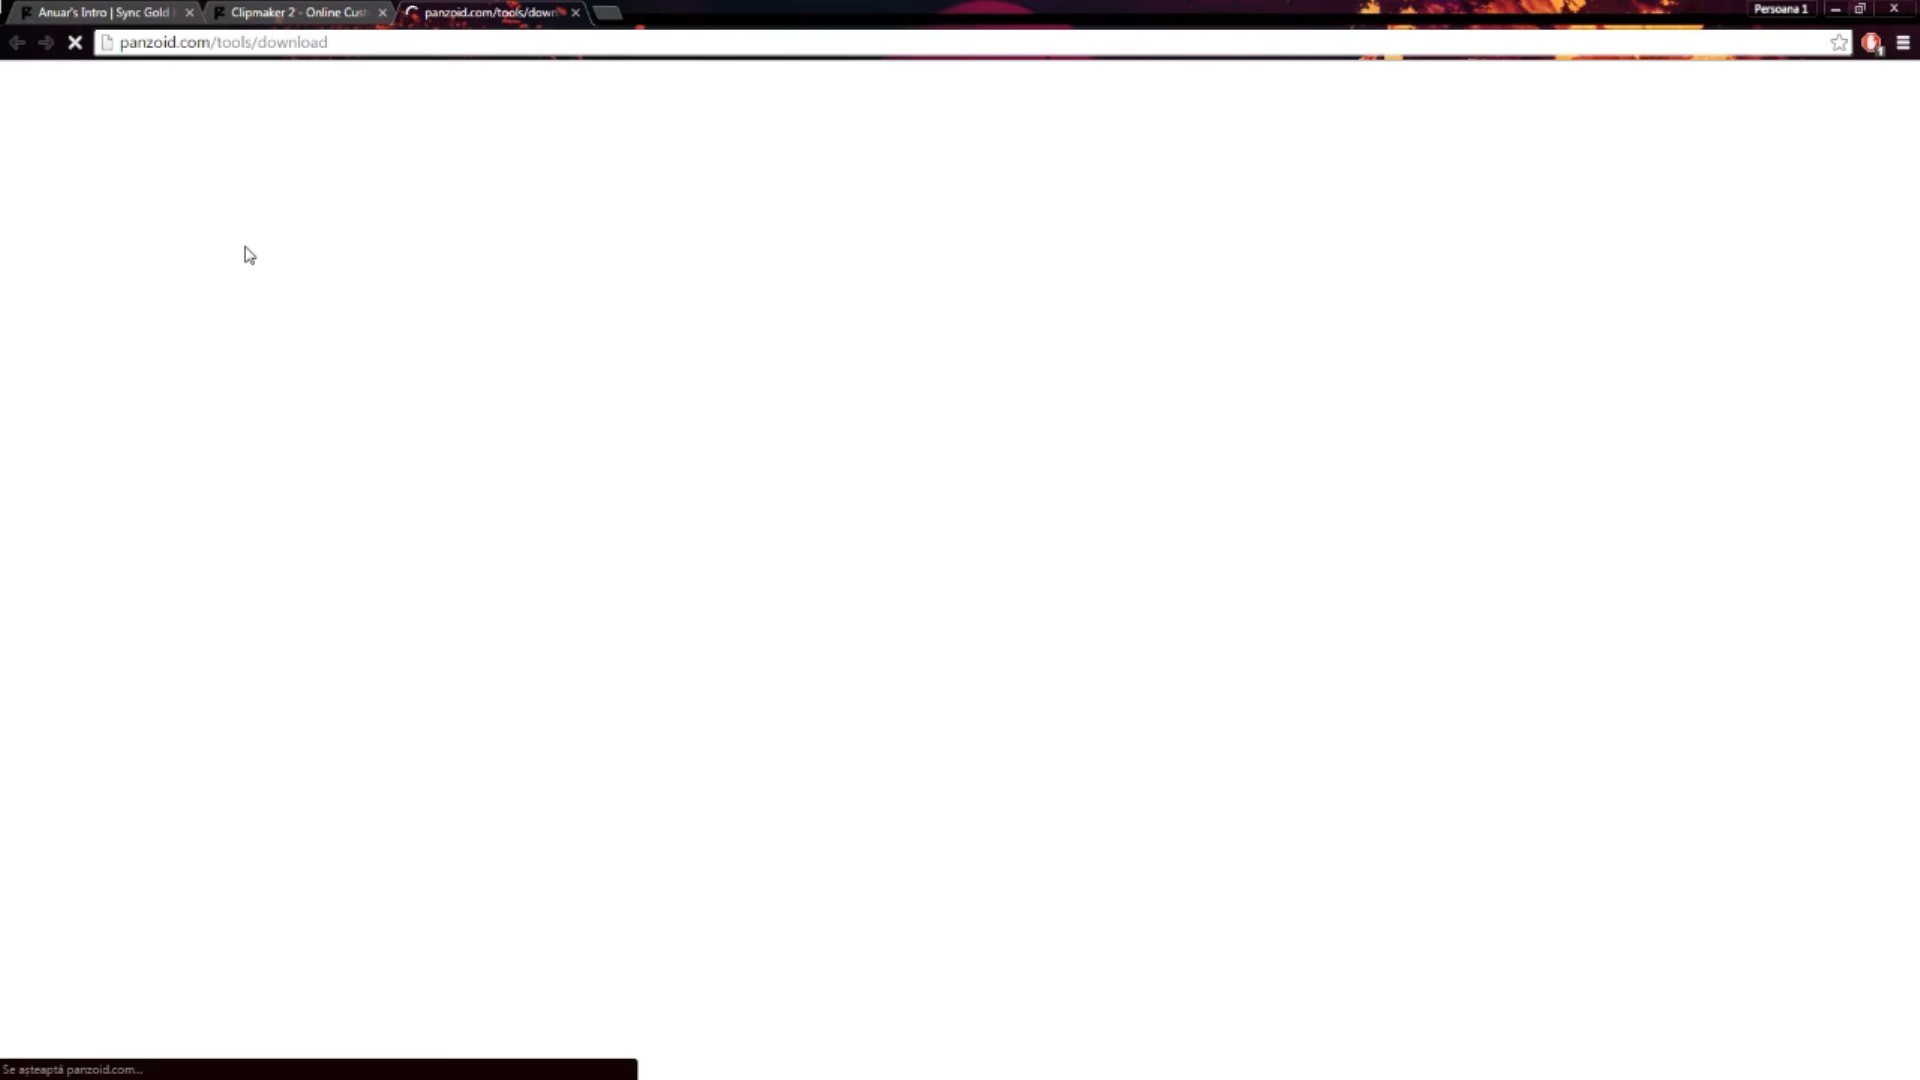 Anuar's Intro | Sync Gold
Clipmaker 2 - Online Cust
panzoid.com/tools/down
Persoana 1
panzoid.com/tools/download
1
Se așteaptă panzoid.com...